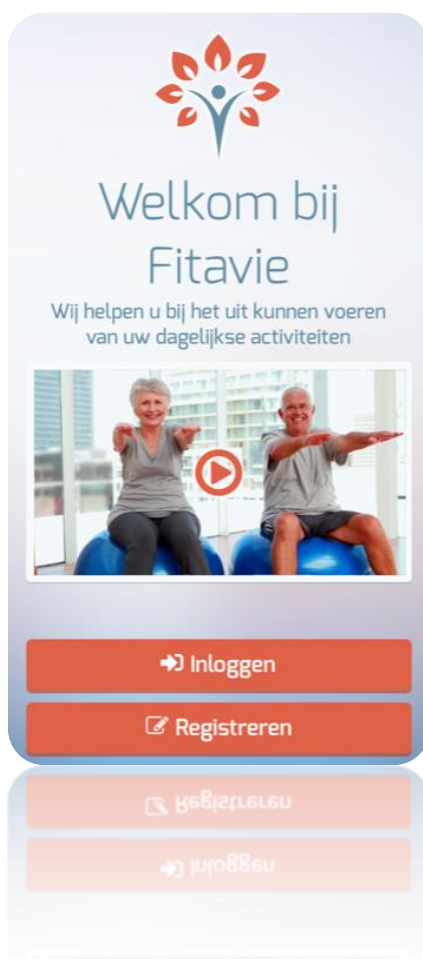 Welkom bij
Fitavie
Wij helpen u bij het uit kunnen voeren
van uw dagelijkse activiteiten
Inloggen
Registreren
Registreren
Inloggen